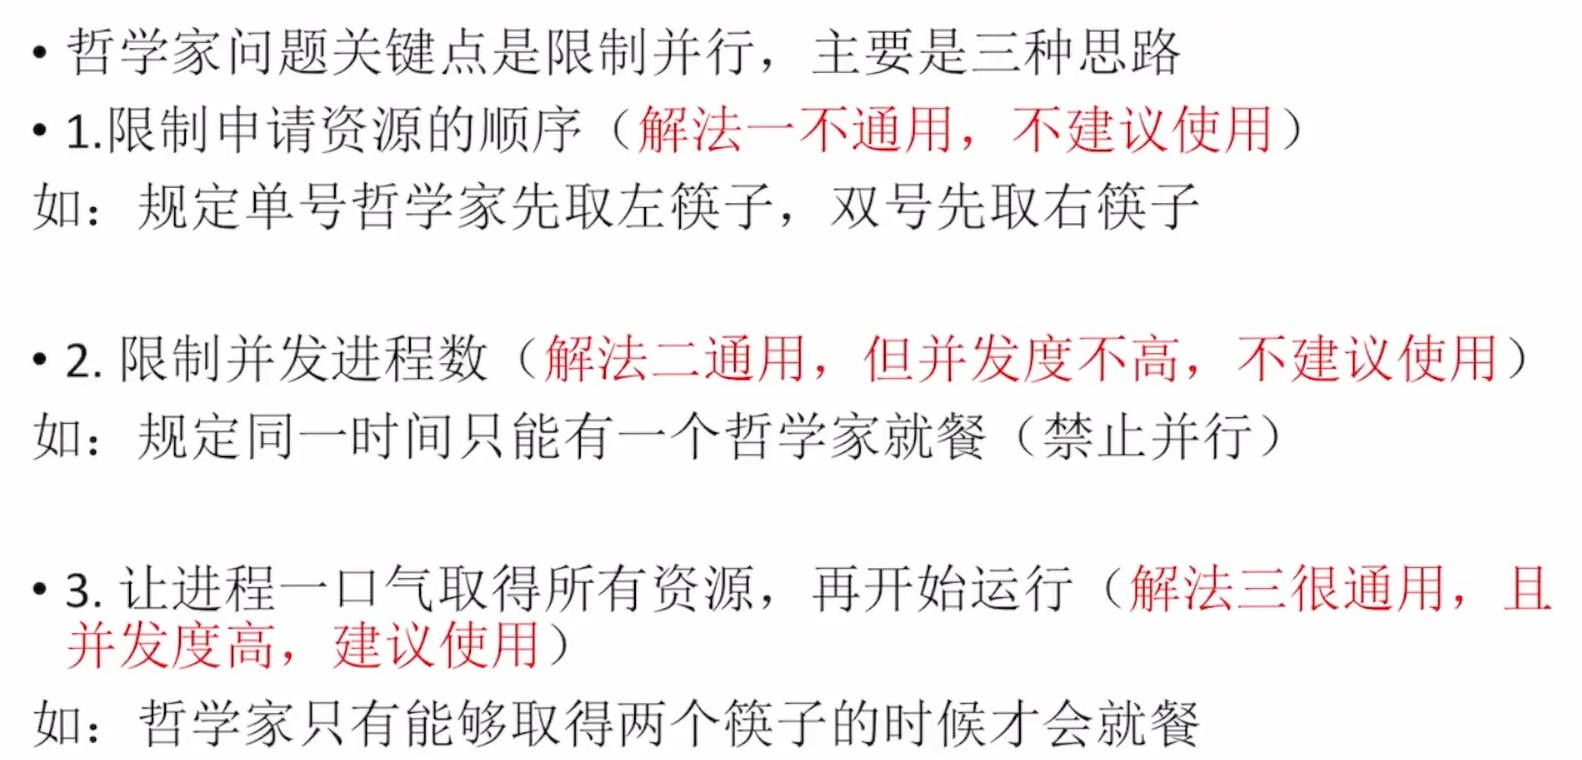 • 哲学家问题关键点是限制并行，主要是三种思路
• 1.限制申请资源的顺序（解法一不通用，不建议使用）
如：规定单号哲学家先取左筷子，双号先取右筷子
• 2. 限制并发进程数（解法二通用，但并发度不高，不建议使用）
如：规定同一时间只能有一个哲学家就餐（禁止并行）
• 3. 让进程一口气取得所有资源，再开始运行（解法三很通用，且
并发度高，建议使用）
如：哲学家只有能够取得两个筷子的时候才会就餐